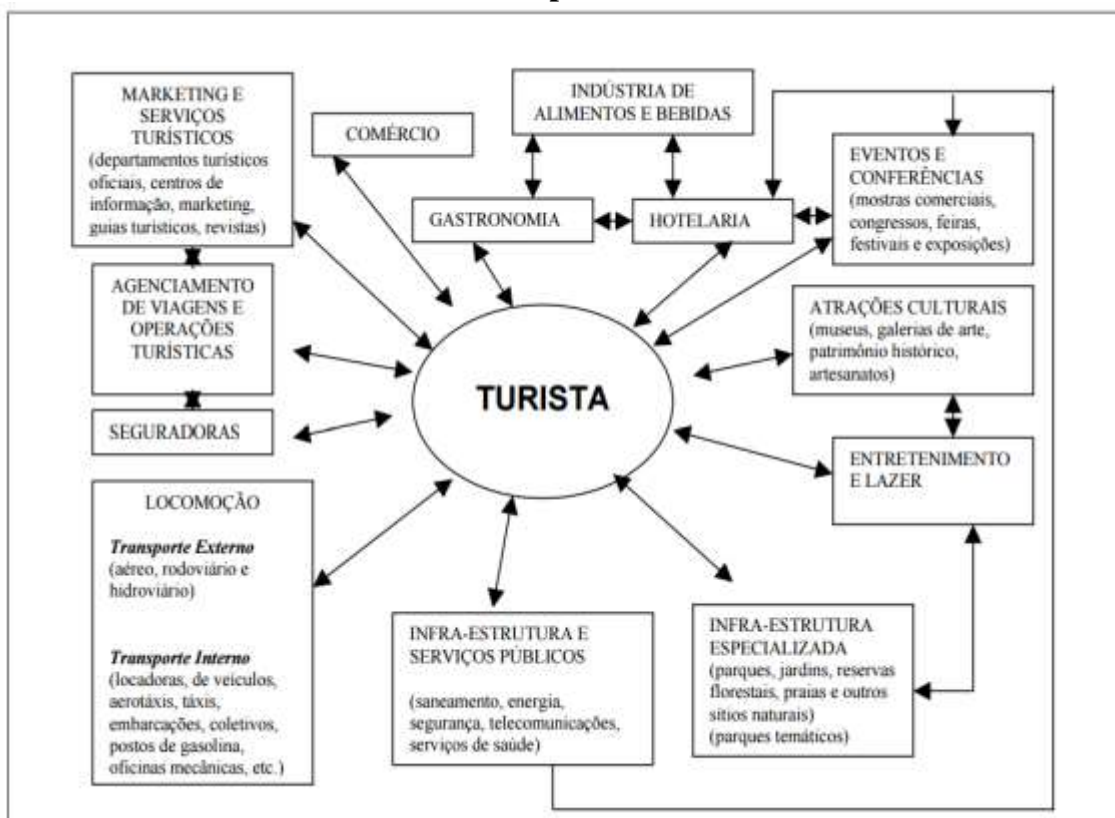 MARKETING E
SERVIÇOS
TURÍSTICOS
(departamentos turísticos
oficiais, centros de
informação, marketing,
guias turísticos, revistas)
COMÉRCIO
INDÚSTRIA DE
ALIMENTOS E BEBIDAS
GASTRONOMIA
HOTELARIA
EVENTOS E
CONFERÊNCIAS
(mostras comerciais,
congressos, feiras,
festivais e exposições)
AGENCIAMENTO
DE VIAGENS E
OPERAÇÕES
TURÍSTICAS
ATRAÇÕES CULTURAIS
(museus, galerias de arte,
patrimônio histórico,
artesanatos)
TURISTA
SEGURADORAS
ENTRETENIMENTO
E LAZER
LOCOMOÇÃO
Transporte Externo
(aéreo, rodoviário e
hidroviário)
Transporte Interno
(locadoras, de veículos,
aerotáxis, táxis,
embarcações, coletivos,
postos de gasolina,
oficinas mecânicas, etc.)
INFRA-ESTRUTURA E
SERVIÇOS PÚBLICOS
(saneamento, energia,
segurança, telecomunicações,
serviços de saúde)
INFRA-ESTRUTURA
ESPECIALIZADA
(parques, jardins, reservas
florestais, praias e outros
sítios naturais)
(parques temáticos)